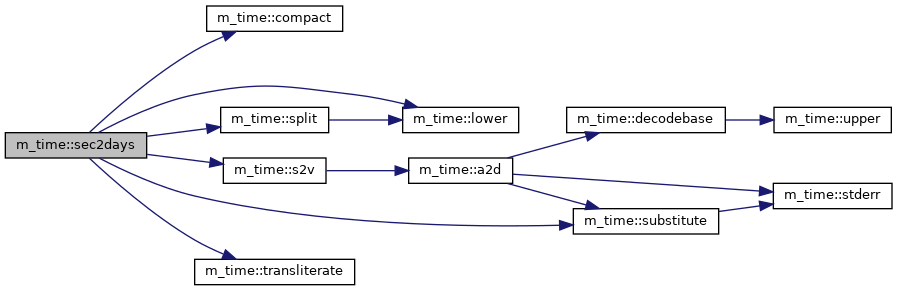 m_time::compact
m_time::split
m_time::lower
m_time::decodebase
m_time::upper
m_time::sec2days
m_time::s2v
m_time::a2d
m_time::stderr
m_time::substitute
m_time::transliterate